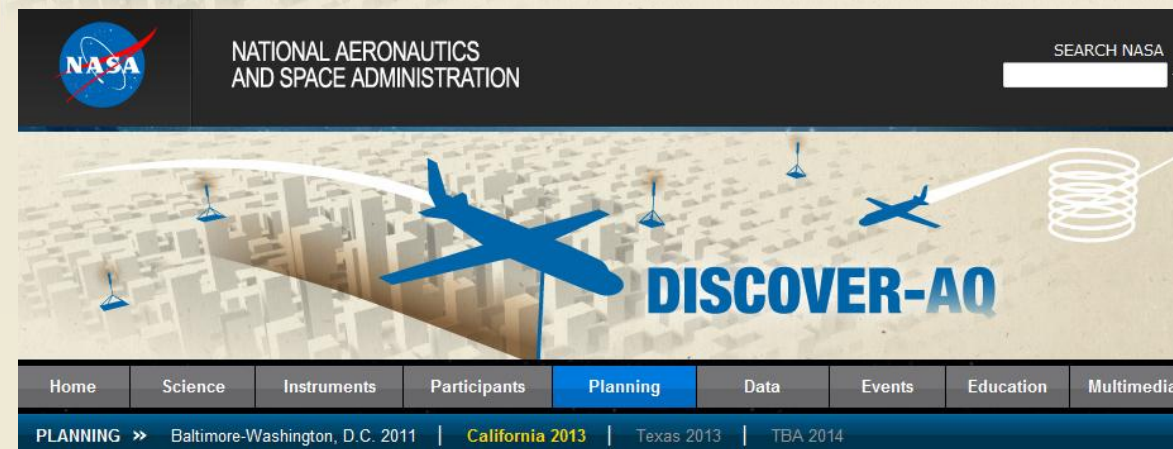 NASA
NATIONAL AERONAUTICS
AND SPACE ADMINISTRATION
SEARCH NASA
DISCOVER-AQ
Home Science Instruments Participants Planning Data Events Education Multimedia
PLANNING » Baltimore-Washington, D.C. 2011 | California 2013 | Texas 2013 | TBA 2014